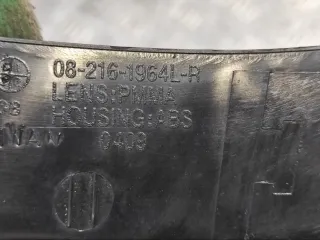 08-216-1964L-R
LENS:PMMA
HOUSING:ABS
0409